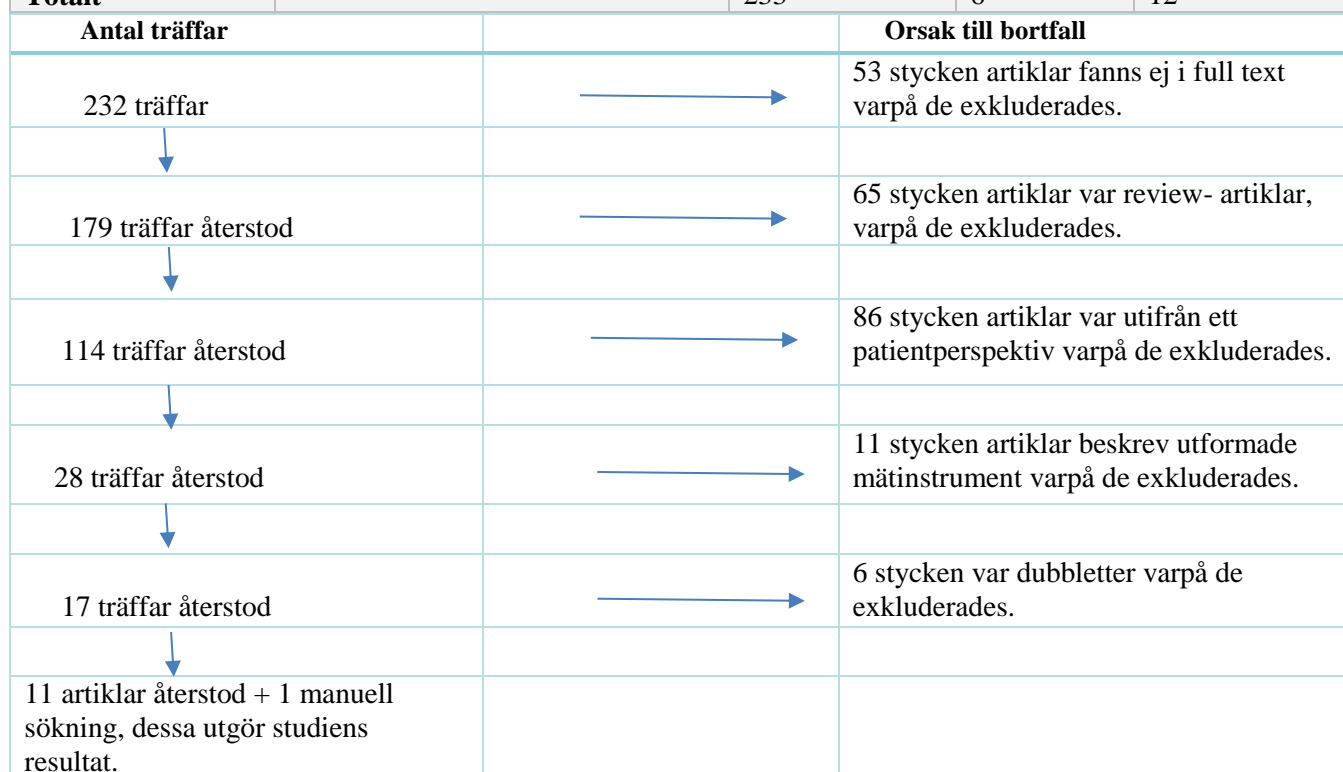 Antal träffar
Orsak till bortfall
232 träffar
53 stycken artiklar fanns ej i full text
varpå de exkluderades.
179 träffar återstod
65 stycken artiklar var review- artiklar,
varpå de exkluderades.
114 träffar återstod
86 stycken artiklar var utifrån ett
patientperspektiv varpå de exkluderades.
28 träffar återstod
11 stycken artiklar beskrev utformade
mätinstrument varpå de exkluderades.
17 träffar återstod
6 stycken var dubbletter varpå de
exkluderades.
11 artiklar återstod + 1 manuell
sökning, dessa utgör studiens
resultat.